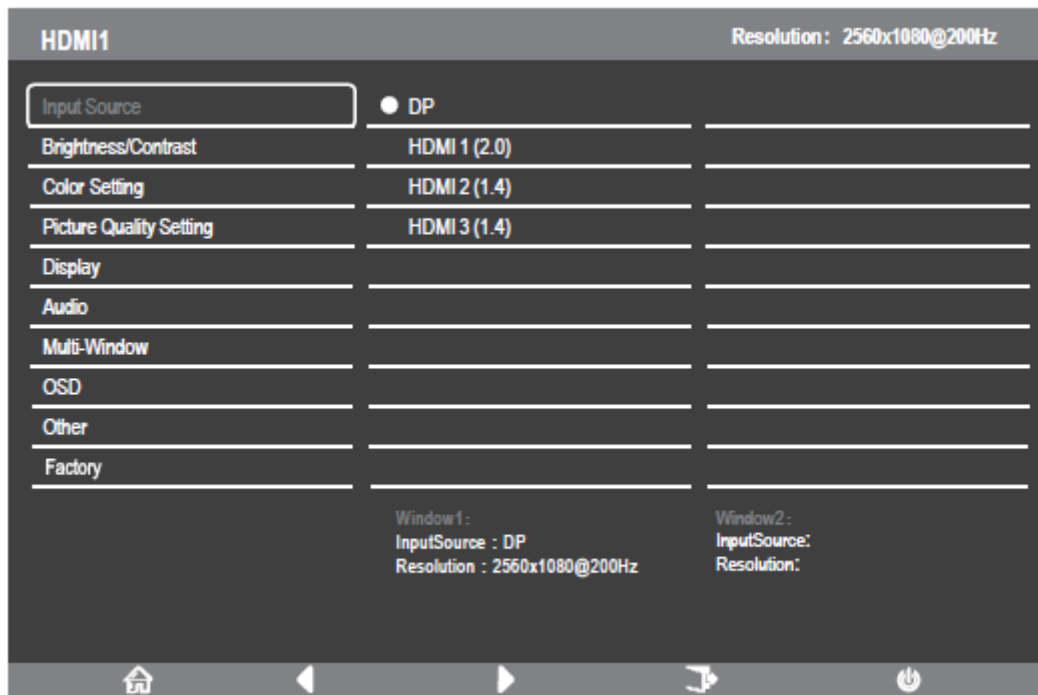 HDMI1
Resolution: 2560x1080@200Hz
Input Source
DP
Brightness/Contrast
HDMI 1 (2.0)
Color Setting
HDMI 2 (1.4)
Picture Quality Setting
HDMI 3 (1.4)
Display
Audio
Multi-Window
OSD
Other
Factory
Window1:
InputSource : DP
Resolution : 2560x1080@200Hz
Window2:
InputSource:
Resolution: